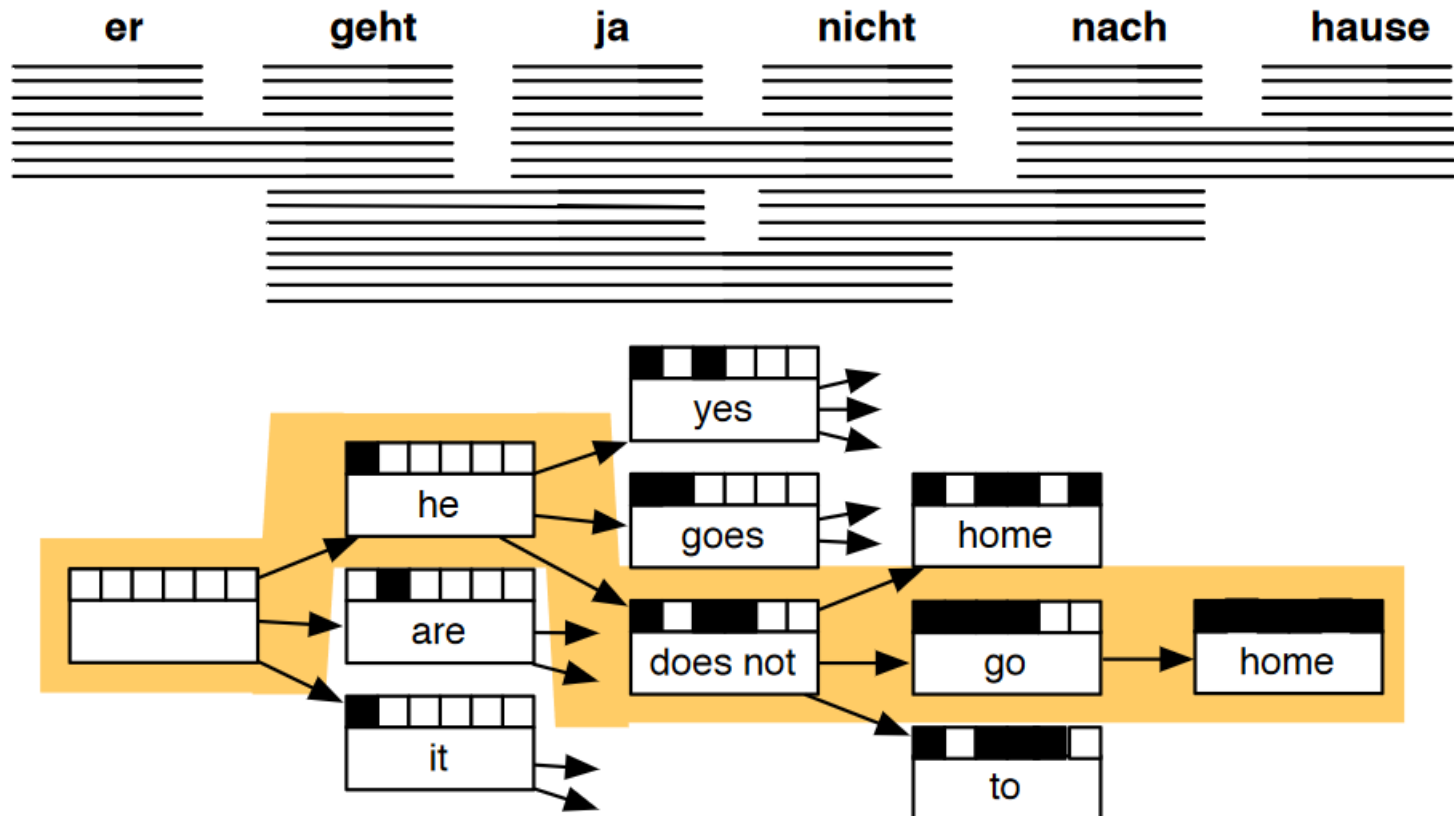 er geht ja nicht nach hause
yes
he
goes
home
are
does not
go
home
it
to